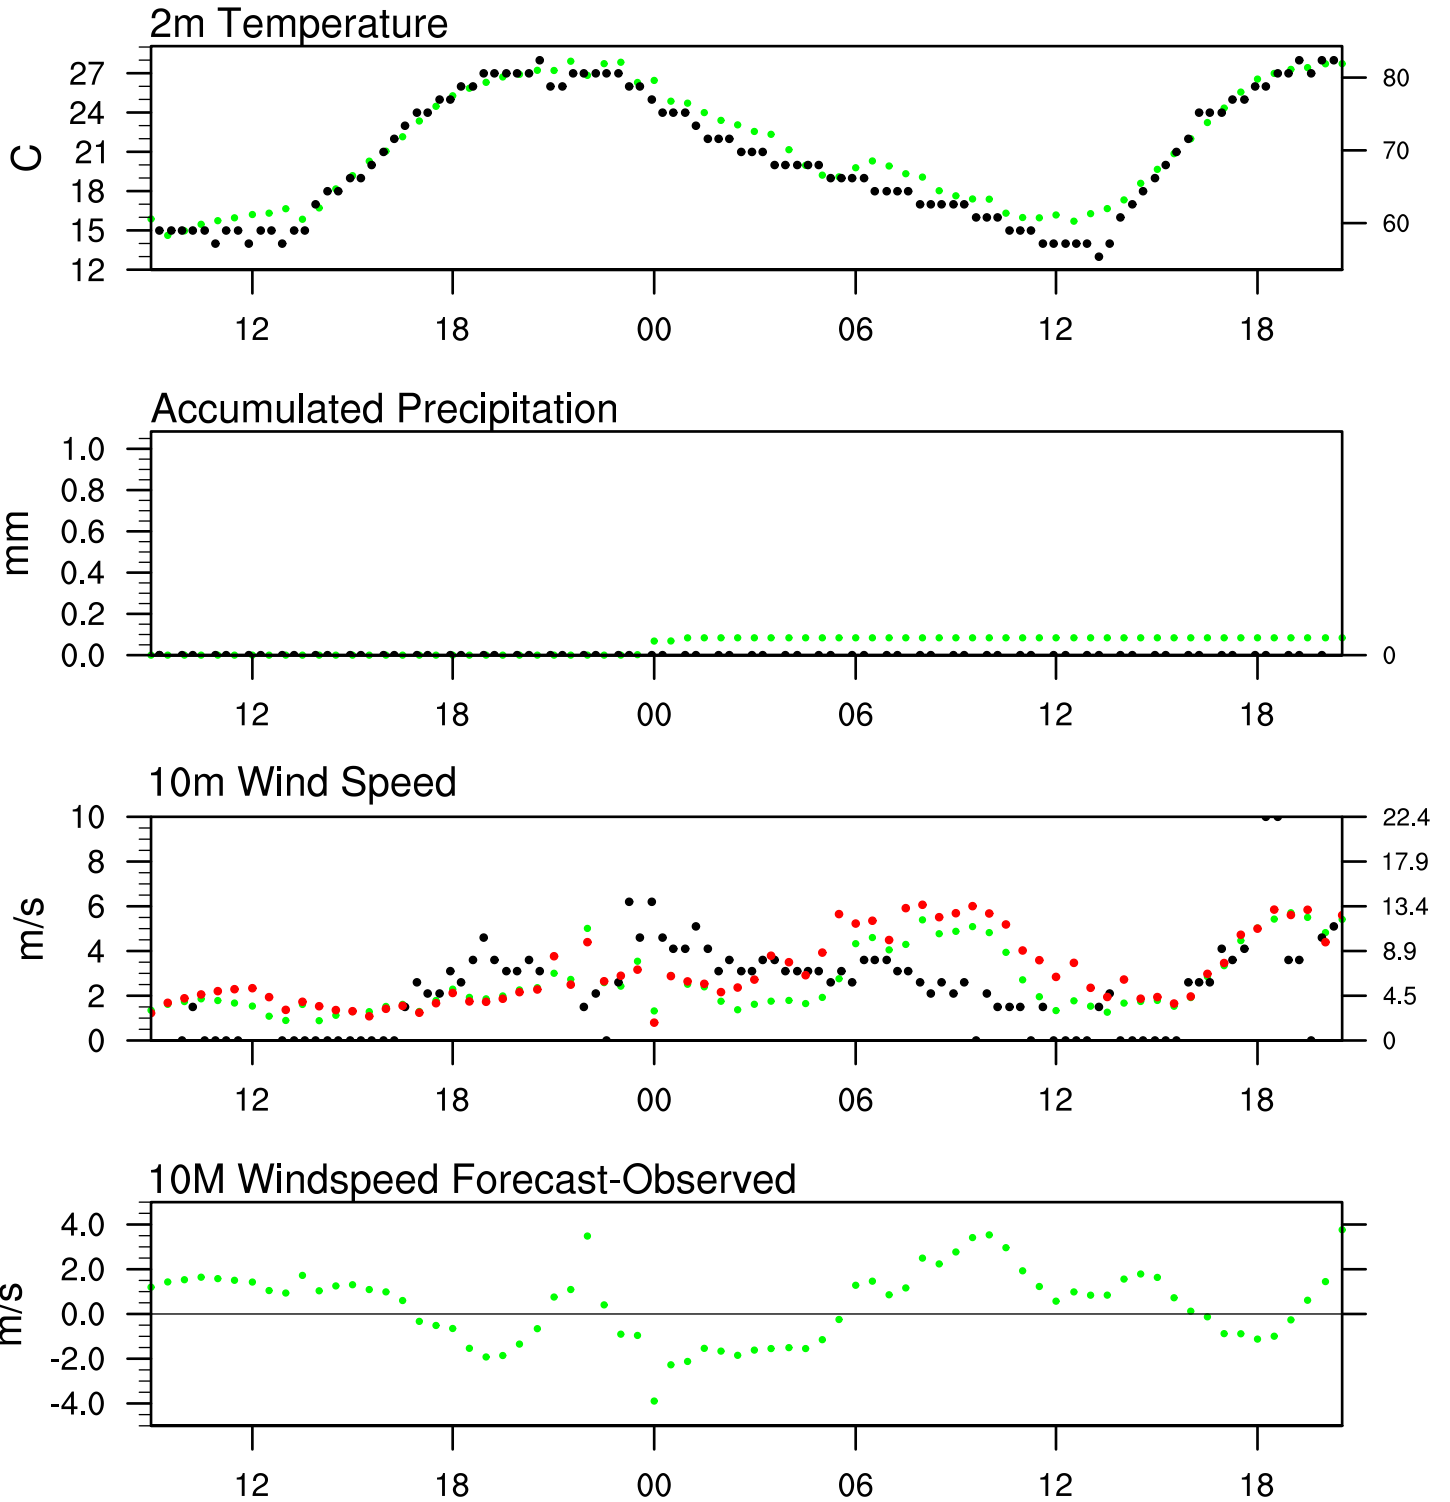 2m Temperature
C
27
24
21
18
15
12
80
70
60
12 18 00 06 12 18
Accumulated Precipitation
mm
1.0
0.8
0.6
0.4
0.2
0.0
0
12 18 00 06 12 18
10m Wind Speed
m/s
10
8
6
4
2
0
22.4
17.9
13.4
8.9
4.5
0
12 18 00 06 12 18
10M Windspeed Forecast-Observed
m/s
4.0
2.0
0.0
-2.0
-4.0
12 18 00 06 12 18